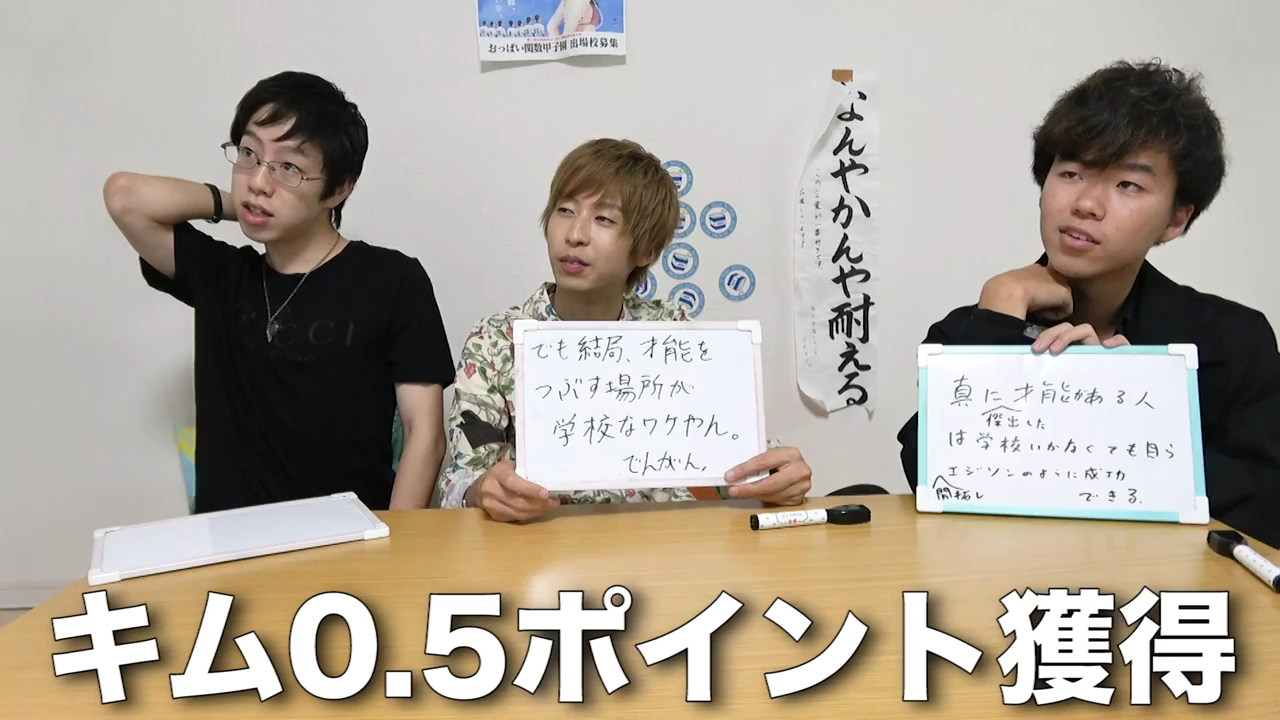 おっぱい関数甲子園 出場校募集
なんやかんや耐える
GUCCI
でも結局、才能を
つぶす場所が
学校なワケやん。
でんがん。
真に才能がある人
傑出した
は学校いかなくても自ら
エジソンのように成功
開拓し
できる.
キム0.5ポイント獲得